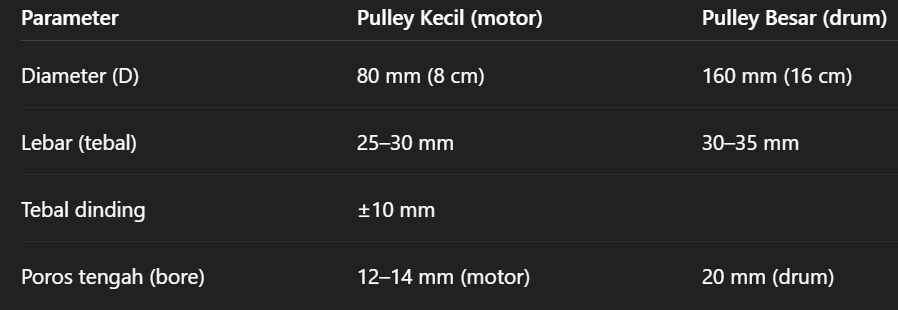 Parameter Pulley Kecil (motor) Pulley Besar (drum)
Diameter (D) 80 mm (8 cm) 160 mm (16 cm)
Lebar (tebal) 25–30 mm 30–35 mm
Tebal dinding ±10 mm
Poros tengah (bore) 12–14 mm (motor) 20 mm (drum)